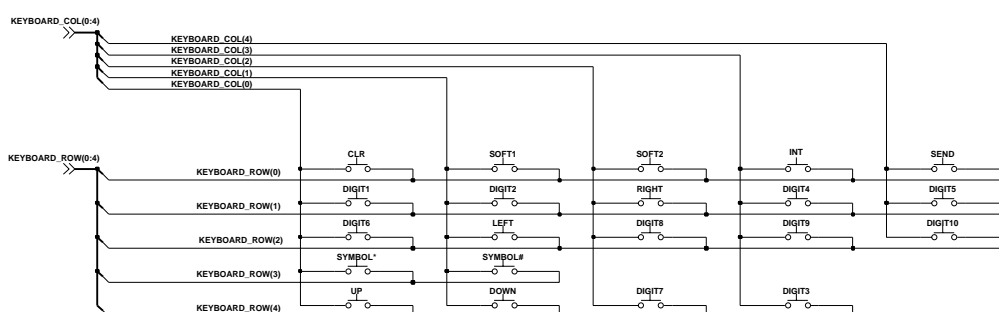 KEYBOARD_COL(0:4)
KEYBOARD_COL(4)
KEYBOARD_COL(3)
KEYBOARD_COL(2)
KEYBOARD_COL(1)
KEYBOARD_COL(0)
KEYBOARD_ROW(0:4)
CLR SOFT1 SOFT2 INT SEND
KEYBOARD_ROW(0)
DIGIT1 DIGIT2 RIGHT DIGIT4 DIGIT5
KEYBOARD_ROW(1)
DIGIT6 LEFT DIGIT8 DIGIT9 DIGIT10
KEYBOARD_ROW(2)
SYMBOL* SYMBOL#
KEYBOARD_ROW(3)
UP DOWN DIGIT7 DIGIT3
KEYBOARD_ROW(4)